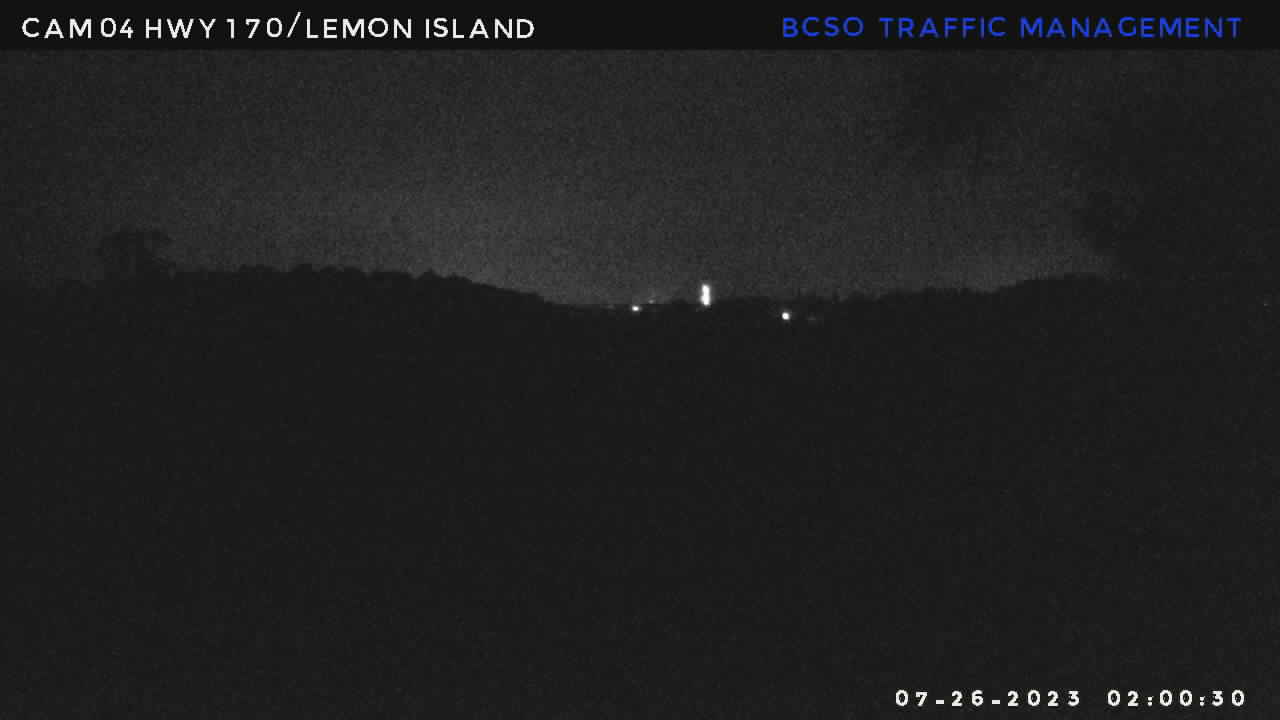 CAM 04 HWY 170/LEMON ISLAND
BCSO TRAFFIC MANAGEMENT
07-26-2023 02:00:30